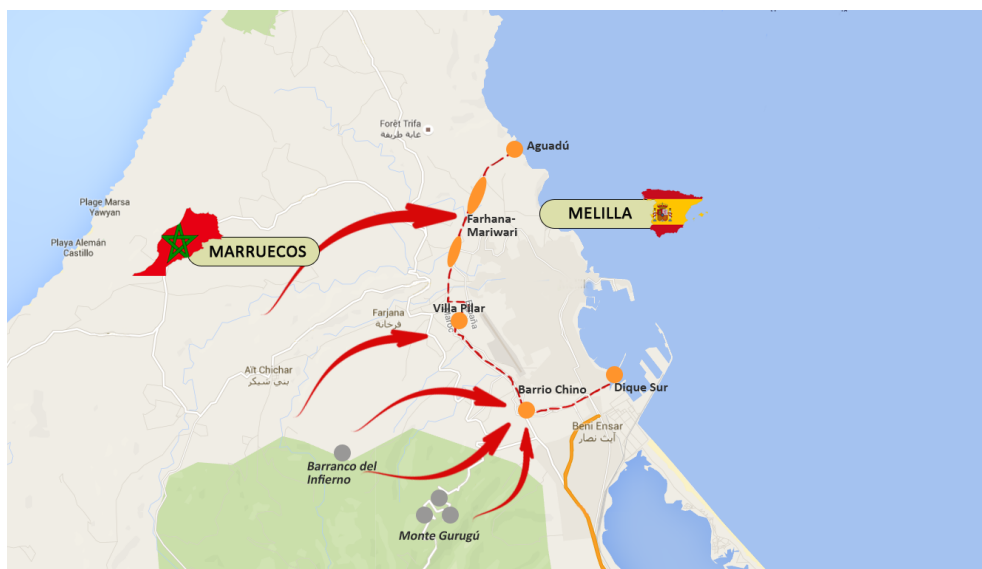 Forêt Trifa
غابة طريفة
Aguadú
Plage Marsa
Yawyan
MELILLA
Farhana-
Mariwari
Playa Alemán
Castillo
MARRUECOS
Villa Pilar
Farjana
فرخانة
Aït Chichar
بني شيكر
Barrio Chino
Dique Sur
Beni Ensar
آيت نصار
Barranco del
Infierno
Monte Gurugú